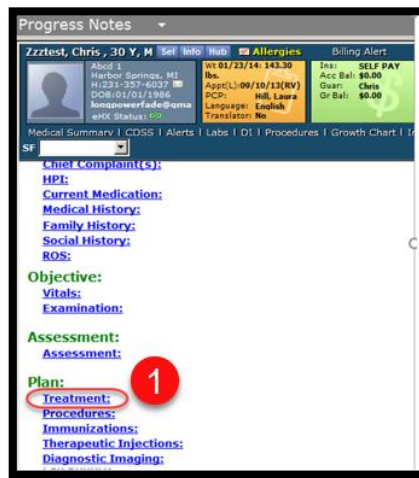 Progress Notes
Zzztest, Chris , 30 Y, M Sel Info Hub Allergies Billing Alert
Abcd 1
Harbor Springs, MI
H:231-357-6037
DOB:01/01/1986
longpowerfade@gma
eHX Status:
Wt 01/23/14: 143.30
lbs.
Appt(L):09/10/13(RV)
PCP: Hill, Laura
Language: English
Translator: No
Ins: SELF PAY
Acc Bal: $0.00
Guar: Chris
Gr Bal: $0.00
Medical Summary | CDSS | Alerts | Labs | DI | Procedures | Growth Chart |
SF
Chief Complaint(s):
HPI:
Current Medication:
Medical History:
Family History:
Social History:
ROS:
Objective:
Vitals:
Examination:
Assessment:
Assessment:
Plan:
Treatment:
1
Procedures:
Immunizations:
Therapeutic Injections:
Diagnostic Imaging: